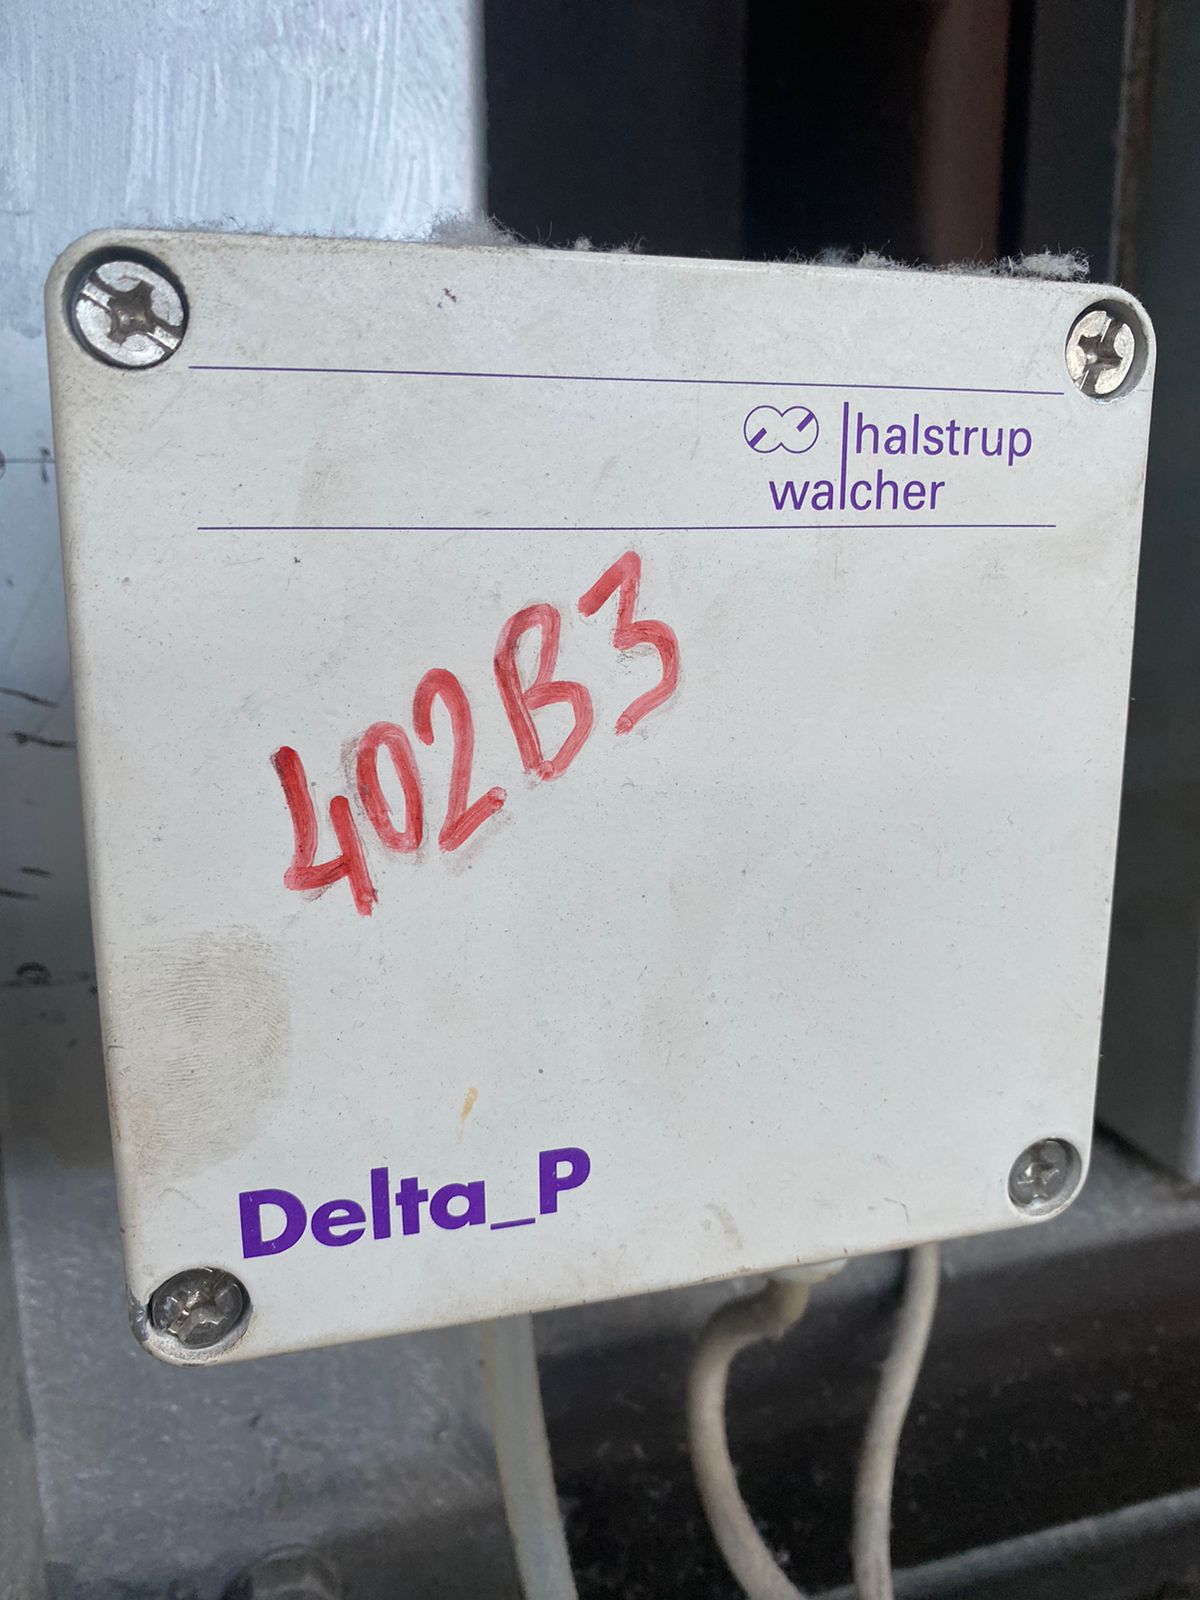 halstrup
walcher
402B3
Delta_P